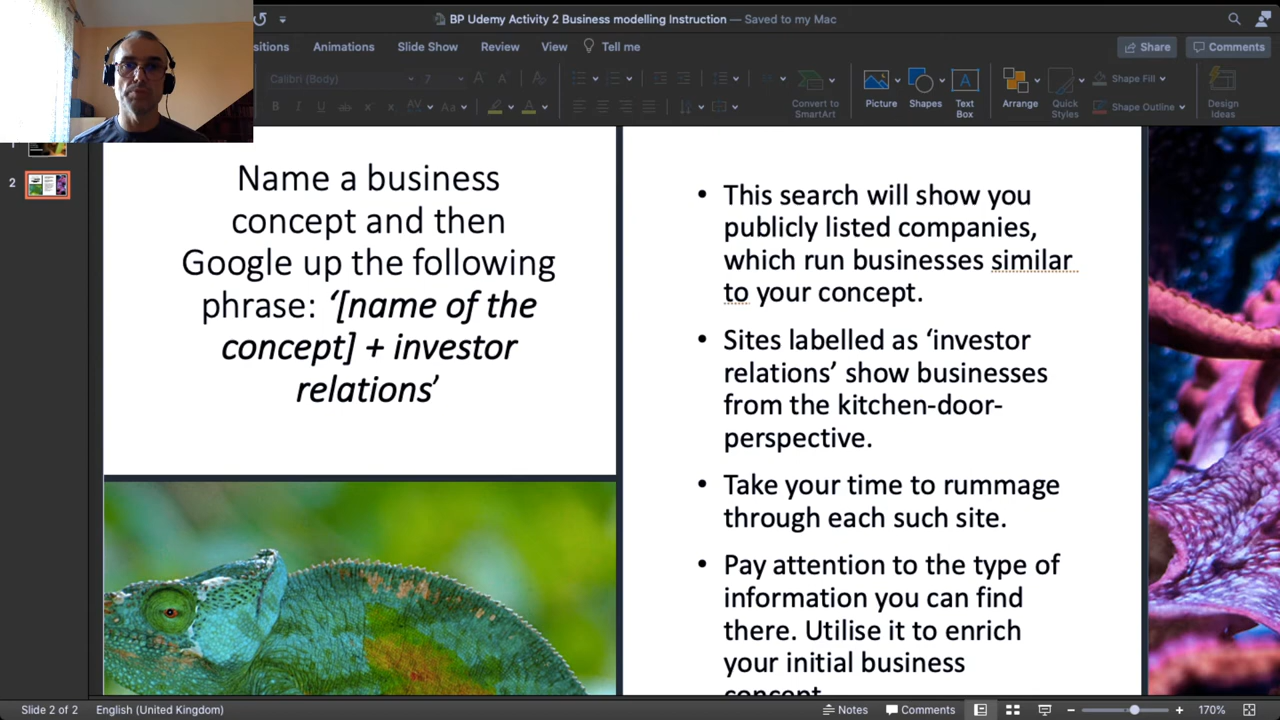 BP Udemy Activity 2 Business modelling Instruction — Saved to my Mac
sitions Animations Slide Show Review View Tell me
Share Comments
Calibri (Body) 7
Convert to
SmartArt
Picture Shapes Text
Box
Arrange Quick
Styles
Shape Fill
Shape Outline
Design
Ideas
1
2
Name a business
concept and then
Google up the following
phrase: ‘[name of the
concept] + investor
relations’
• This search will show you
publicly listed companies,
which run businesses similar
to your concept.
• Sites labelled as ‘investor
relations’ show businesses
from the kitchen-door-
perspective.
• Take your time to rummage
through each such site.
• Pay attention to the type of
information you can find
there. Utilise it to enrich
your initial business
concept
Slide 2 of 2 English (United Kingdom) Notes Comments 170%